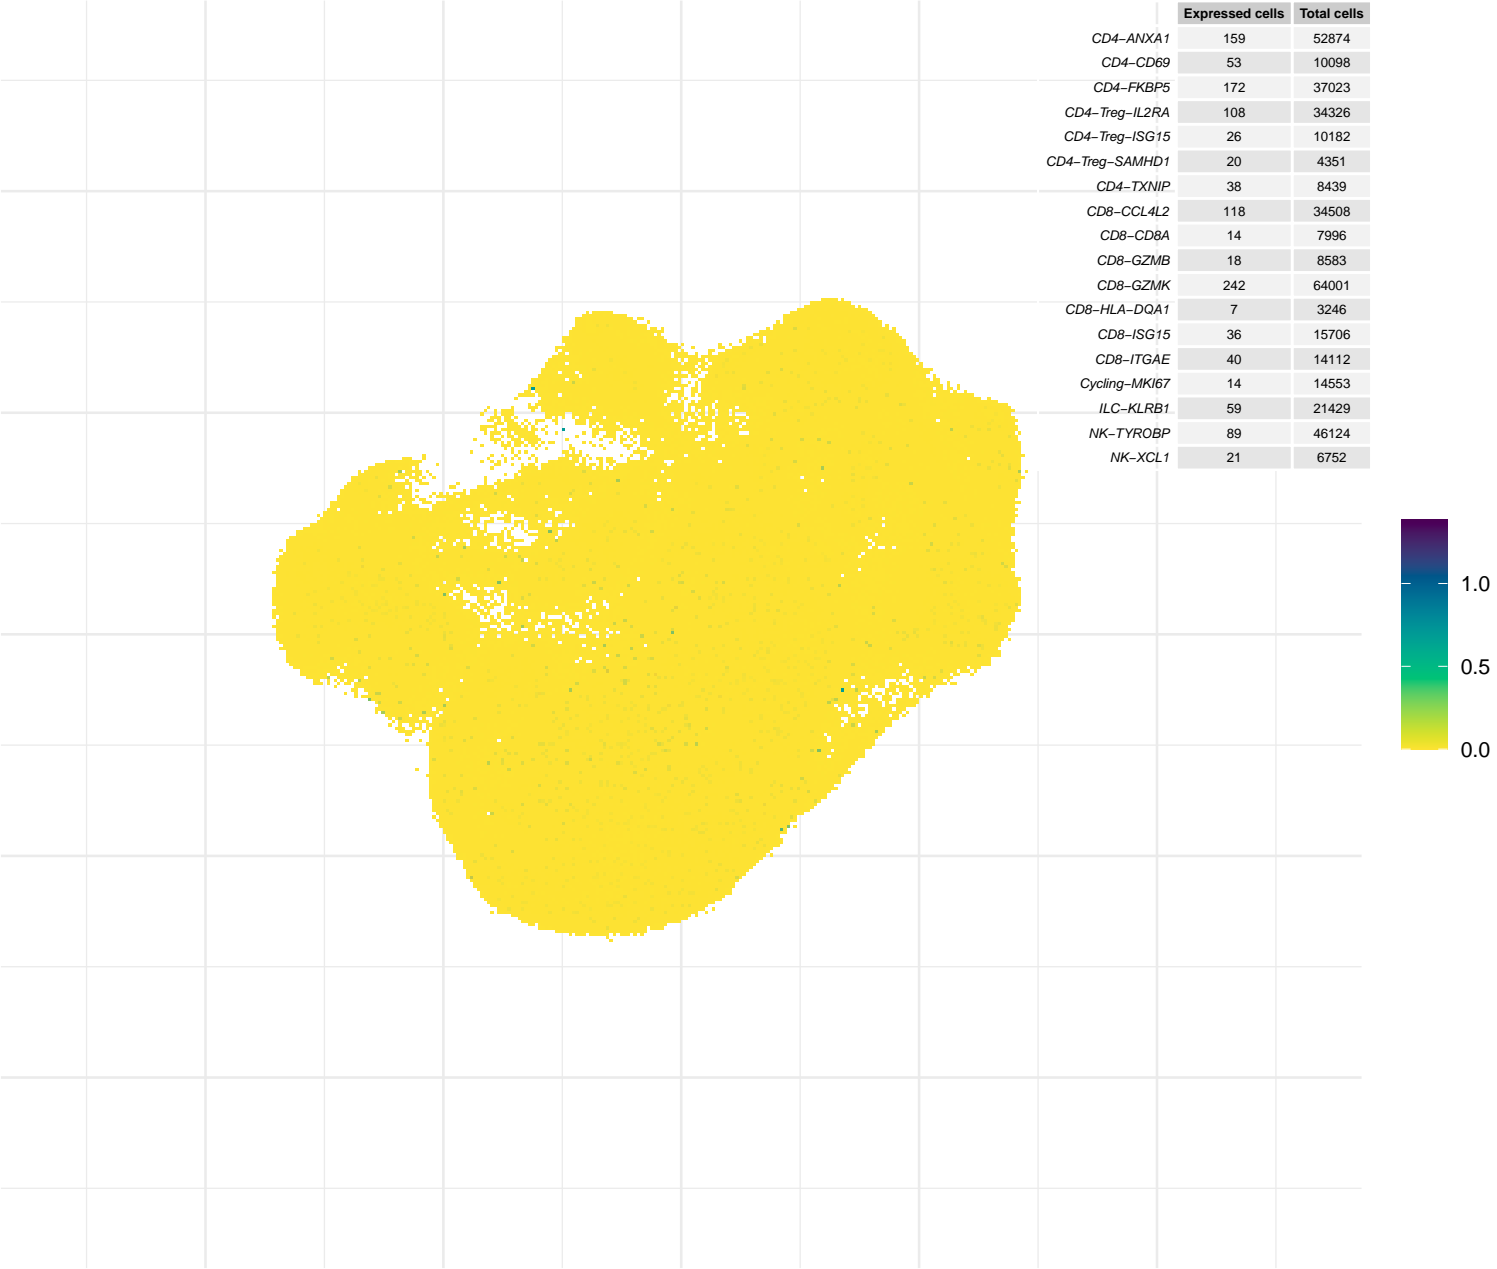 Expressed cells Total cells
CD4−ANXA1 159 52874
CD4−CD69 53 10098
CD4−FKBP5 172 37023
CD4−Treg−IL2RA 108 34326
CD4−Treg−ISG15 26 10182
CD4−Treg−SAMHD1 20 4351
CD4−TXNIP 38 8439
CD8−CCL4L2 118 34508
CD8−CD8A 14 7996
CD8−GZMB 18 8583
CD8−GZMK 242 64001
CD8−HLA−DQA1 7 3246
CD8−ISG15 36 15706
CD8−ITGAE 40 14112
Cycling−MKI67 14 14553
ILC−KLRB1 59 21429
NK−TYROBP 89 46124
NK−XCL1 21 6752
1.0
0.5
0.0